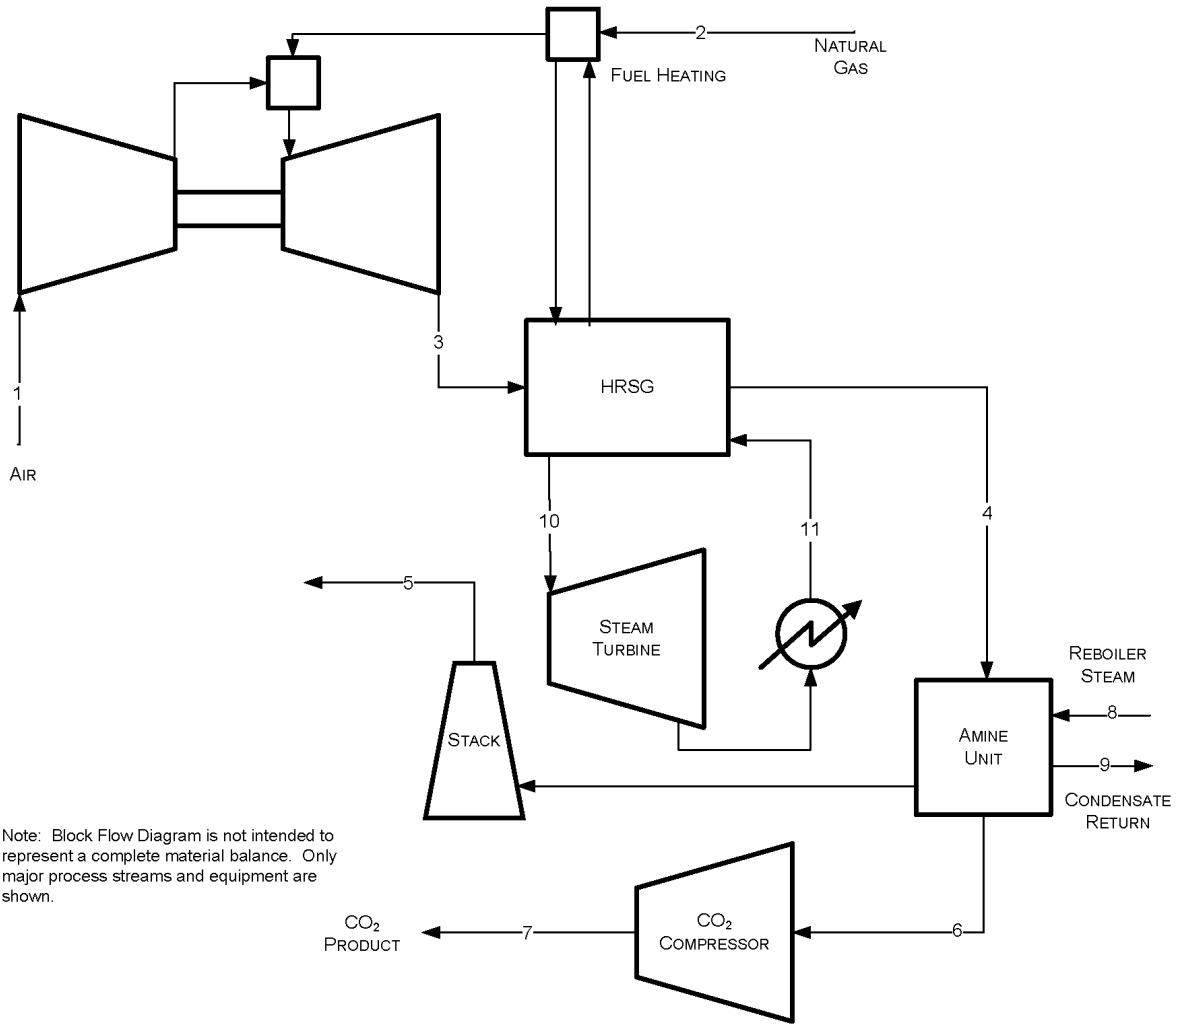 2
NATURAL
GAS
FUEL HEATING
3
HRSG
1
AIR
10
11
4
5
STEAM
TURBINE
REBOILER
STEAM
8
STACK
AMINE
UNIT
9
CONDENSATE
RETURN
Note: Block Flow Diagram is not intended to
represent a complete material balance. Only
major process streams and equipment are
shown.
CO₂
PRODUCT
7
CO₂
COMPRESSOR
6